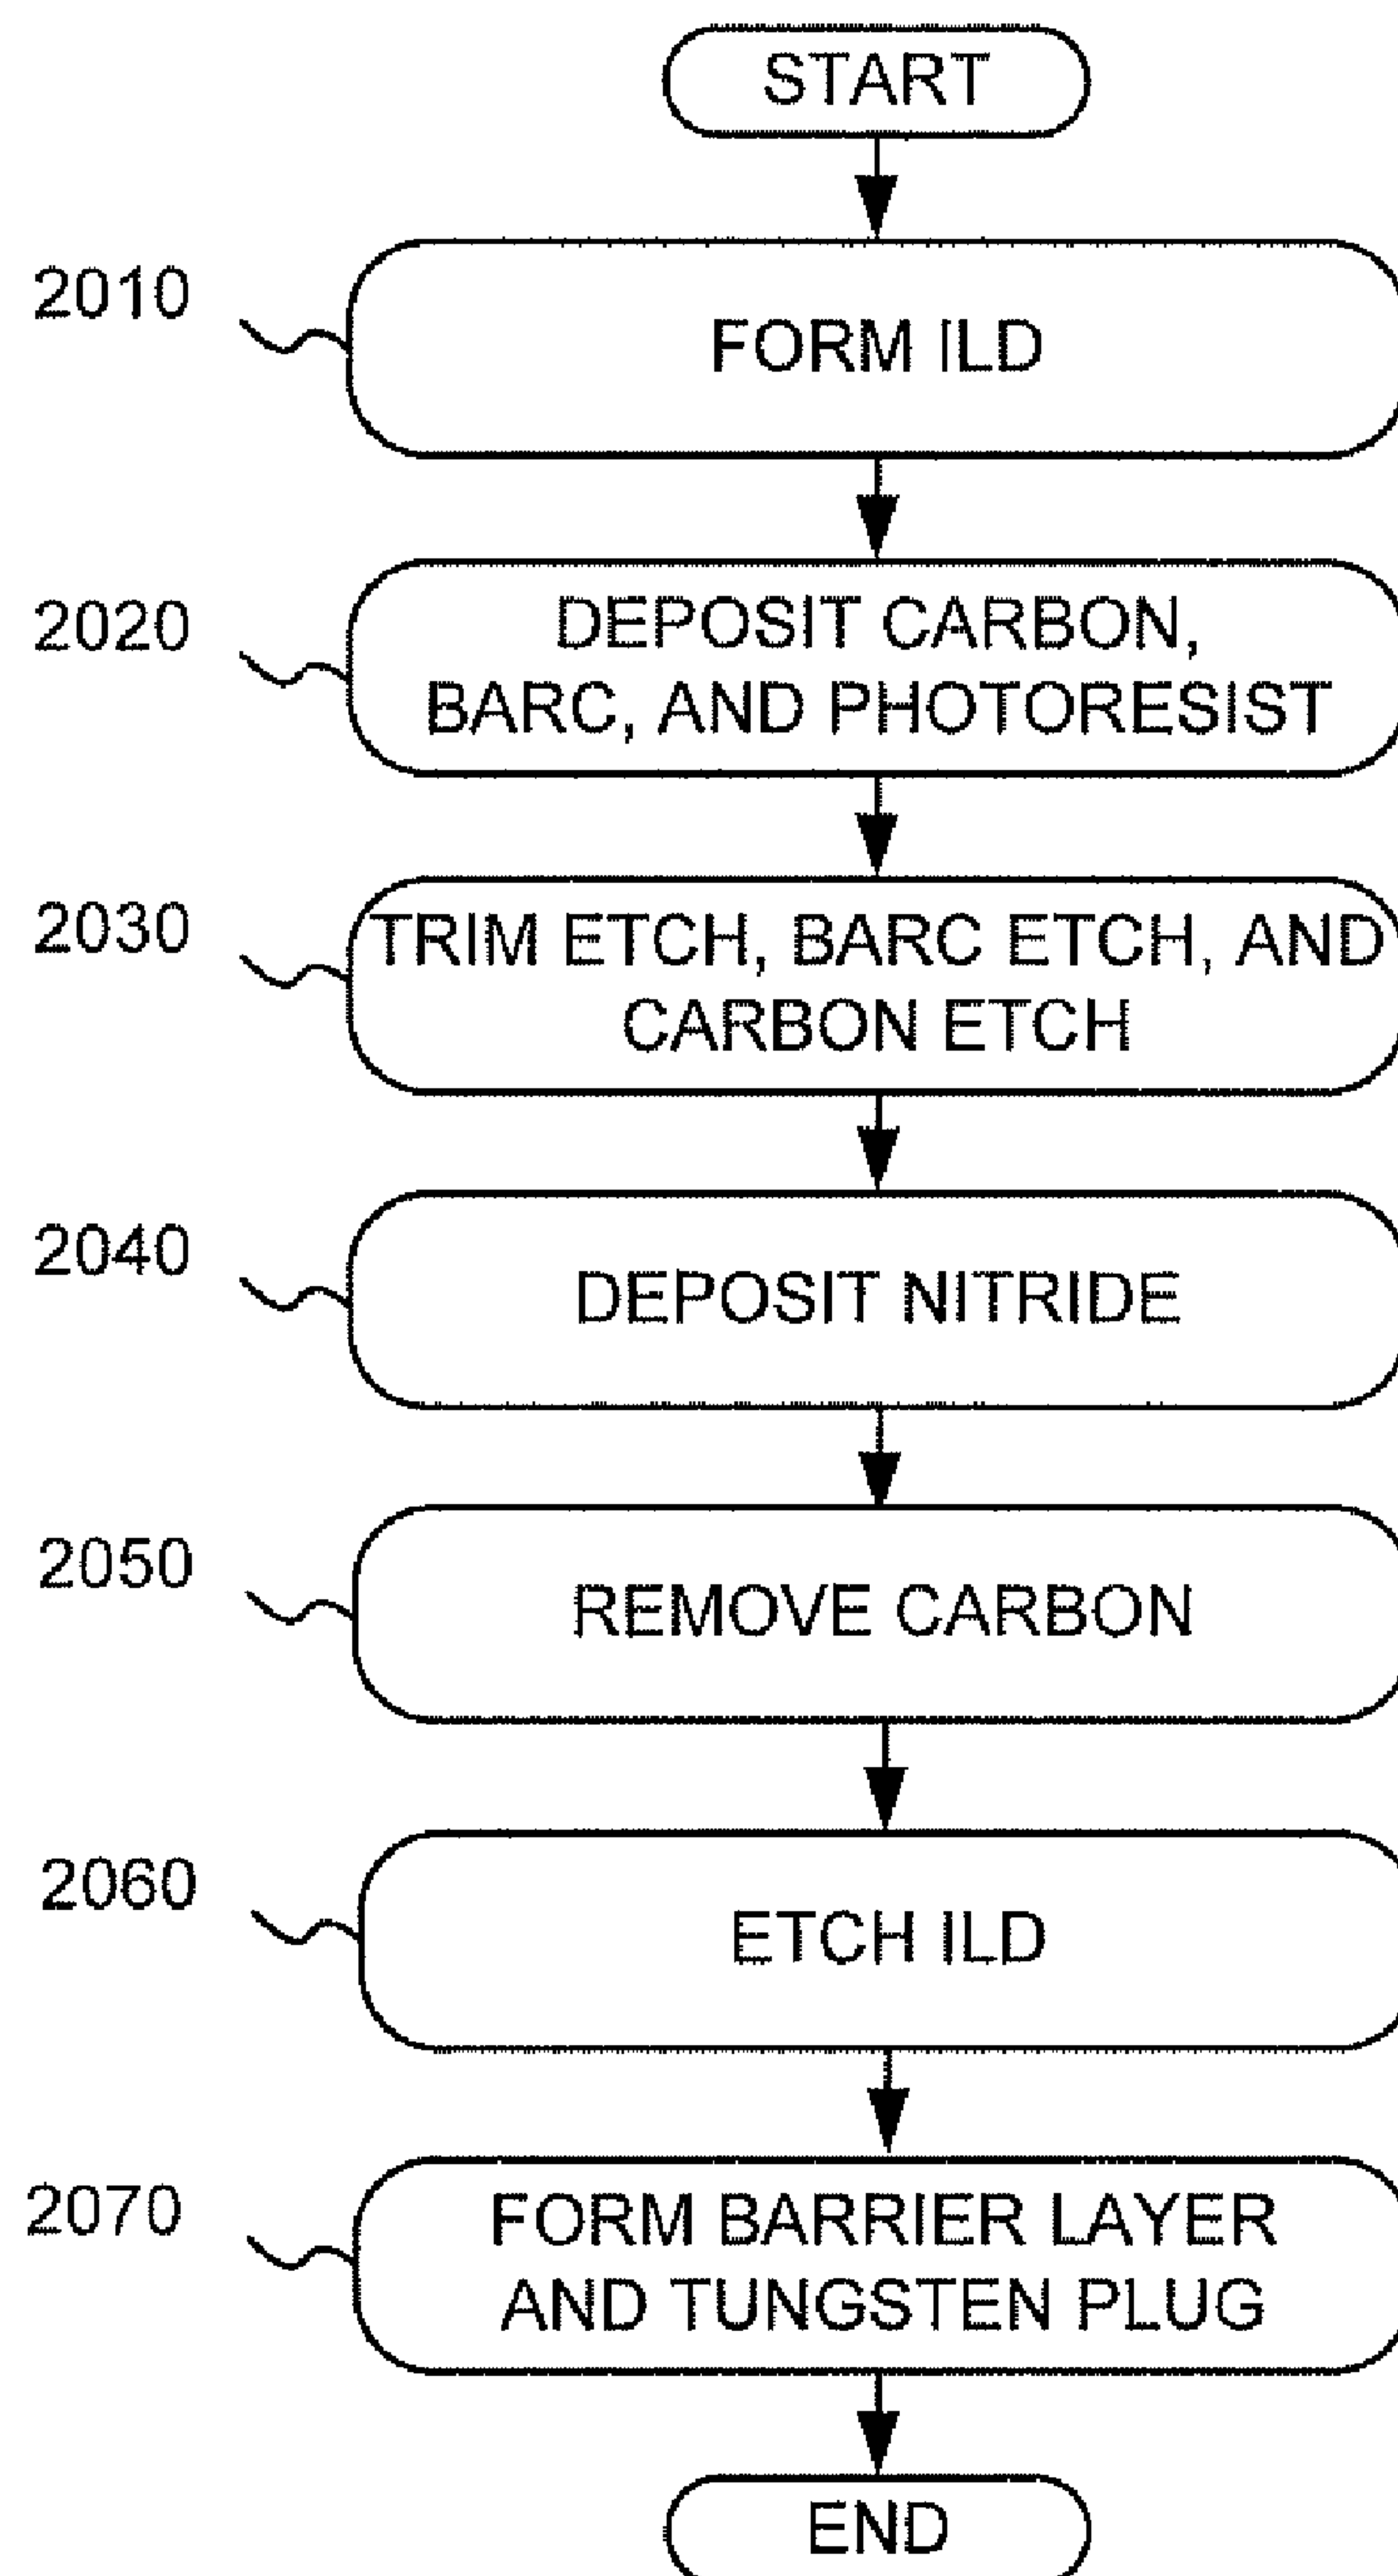 START
2010
FORM ILD
2020
DEPOSIT CARBON,
BARC, AND PHOTORESIST
2030
TRIM ETCH, BARC ETCH, AND
CARBON ETCH
2040
DEPOSIT NITRIDE
2050
REMOVE CARBON
2060
ETCH ILD
2070
FORM BARRIER LAYER
AND TUNGSTEN PLUG
END